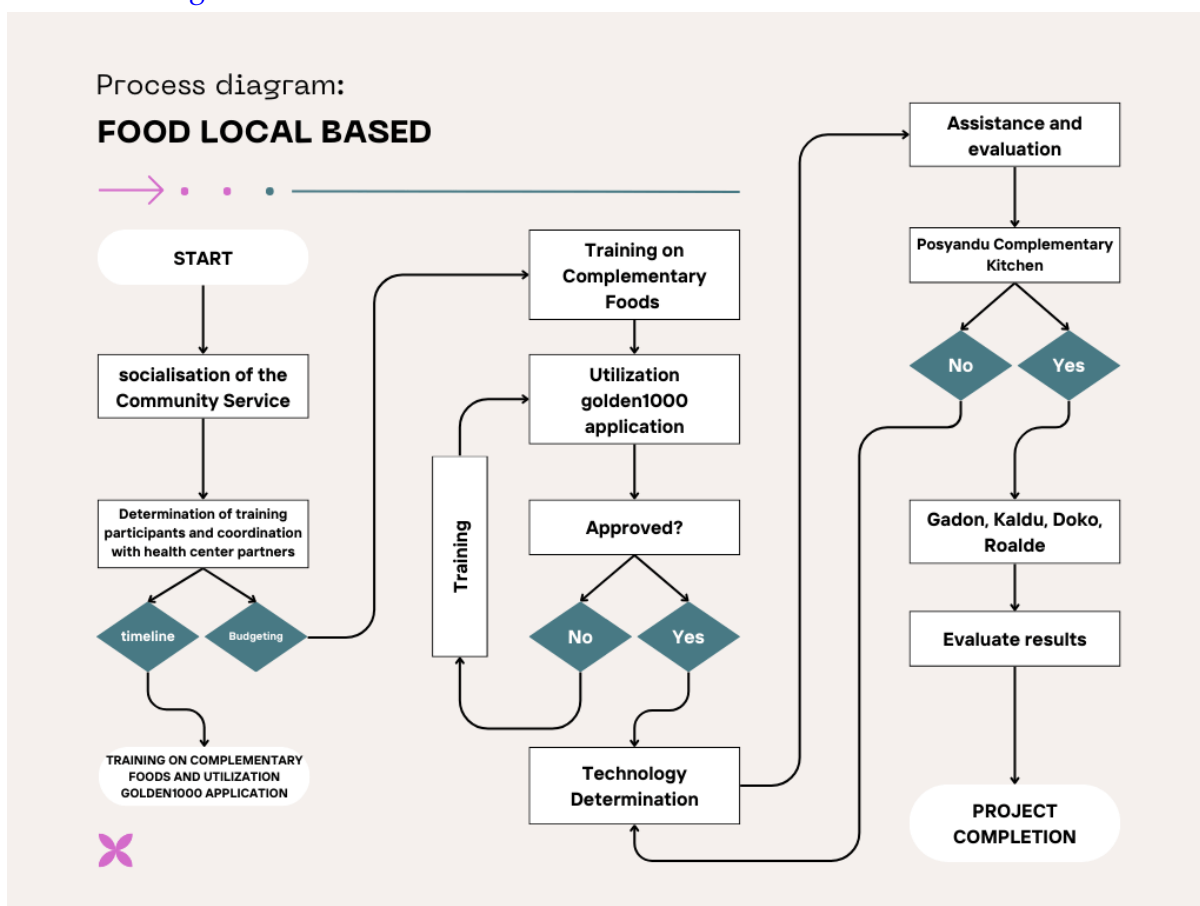 Process diagram:
FOOD LOCAL BASED
START
socialisation of the
Community Service
Determination of training
participants and coordination
with health center partners
timeline
Budgeting
TRAINING ON COMPLEMENTARY
FOODS AND UTILIZATION
GOLDEN1000 APPLICATION
Training on
Complementary
Foods
Utilization
golden1000
application
Training
Approved?
No
Yes
Technology
Determination
Assistance and
evaluation
Posyandu Complementary
Kitchen
No
Yes
Gadon, Kaldu, Doko,
Roalde
Evaluate results
PROJECT
COMPLETION